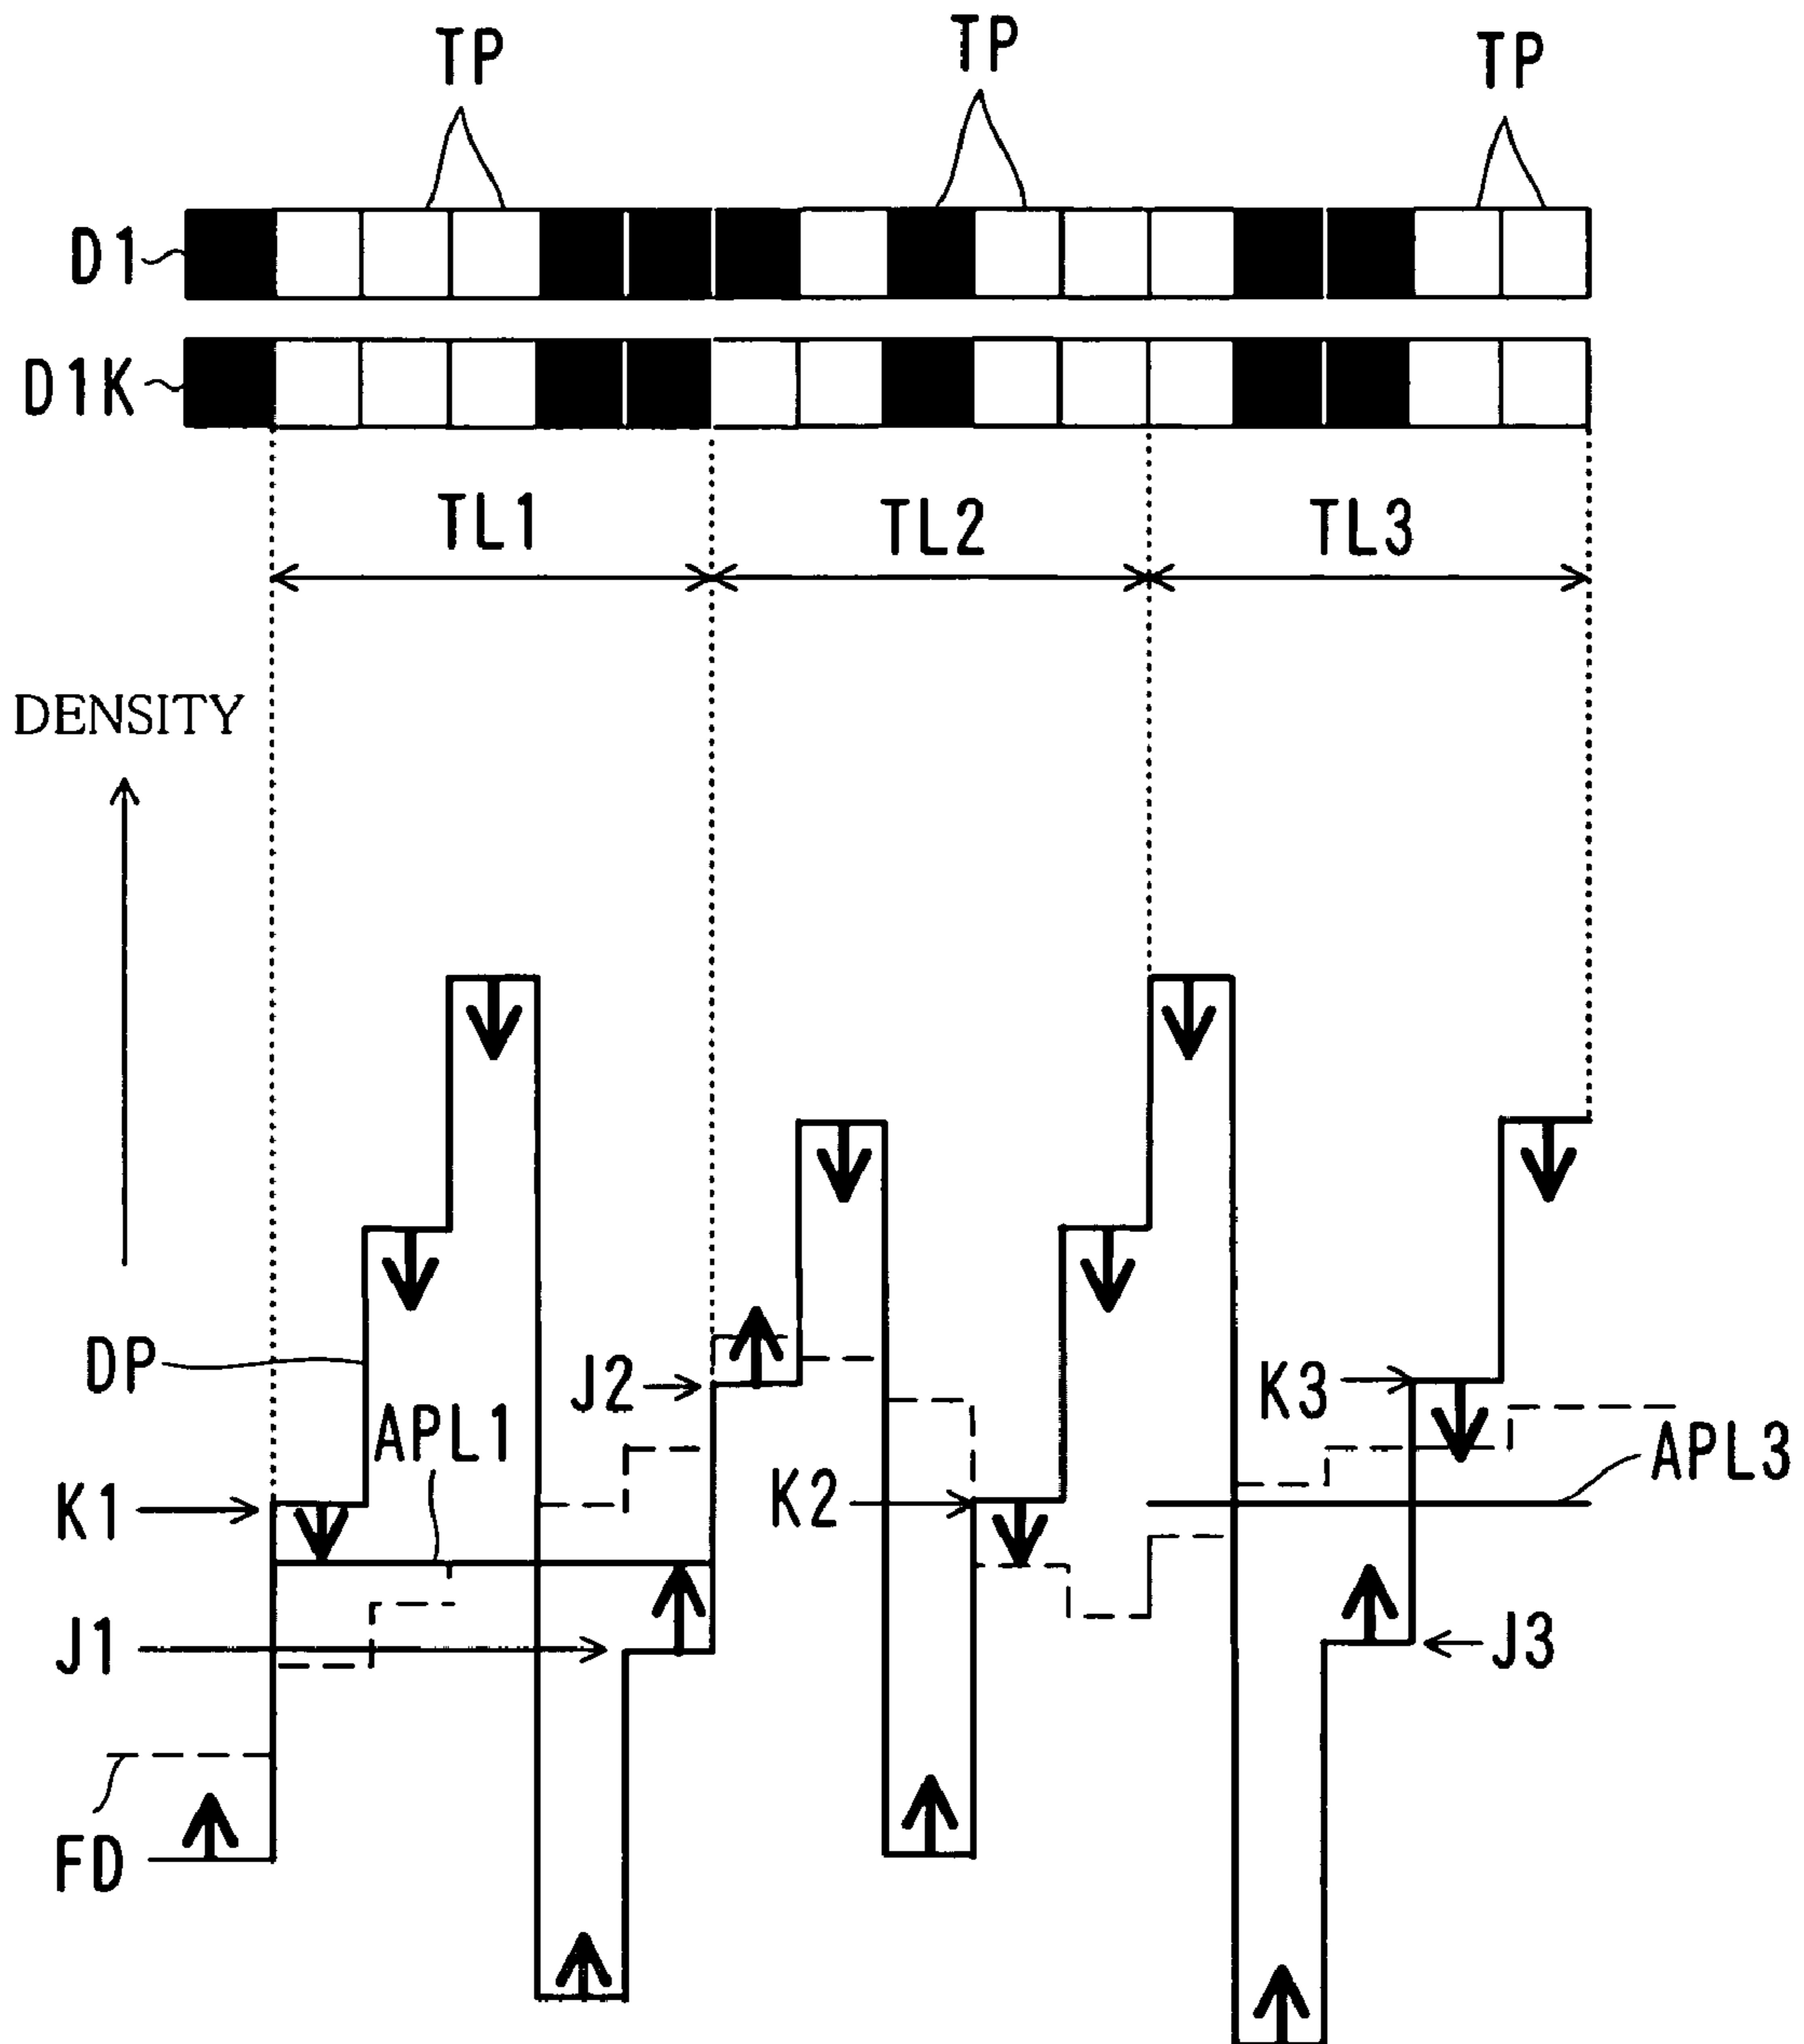 TP TP TP
D1
D1K
TL1 TL2 TL3
DENSITY
DP
J2
K3
APL1
APL3
K1
K2
J1
J3
FD